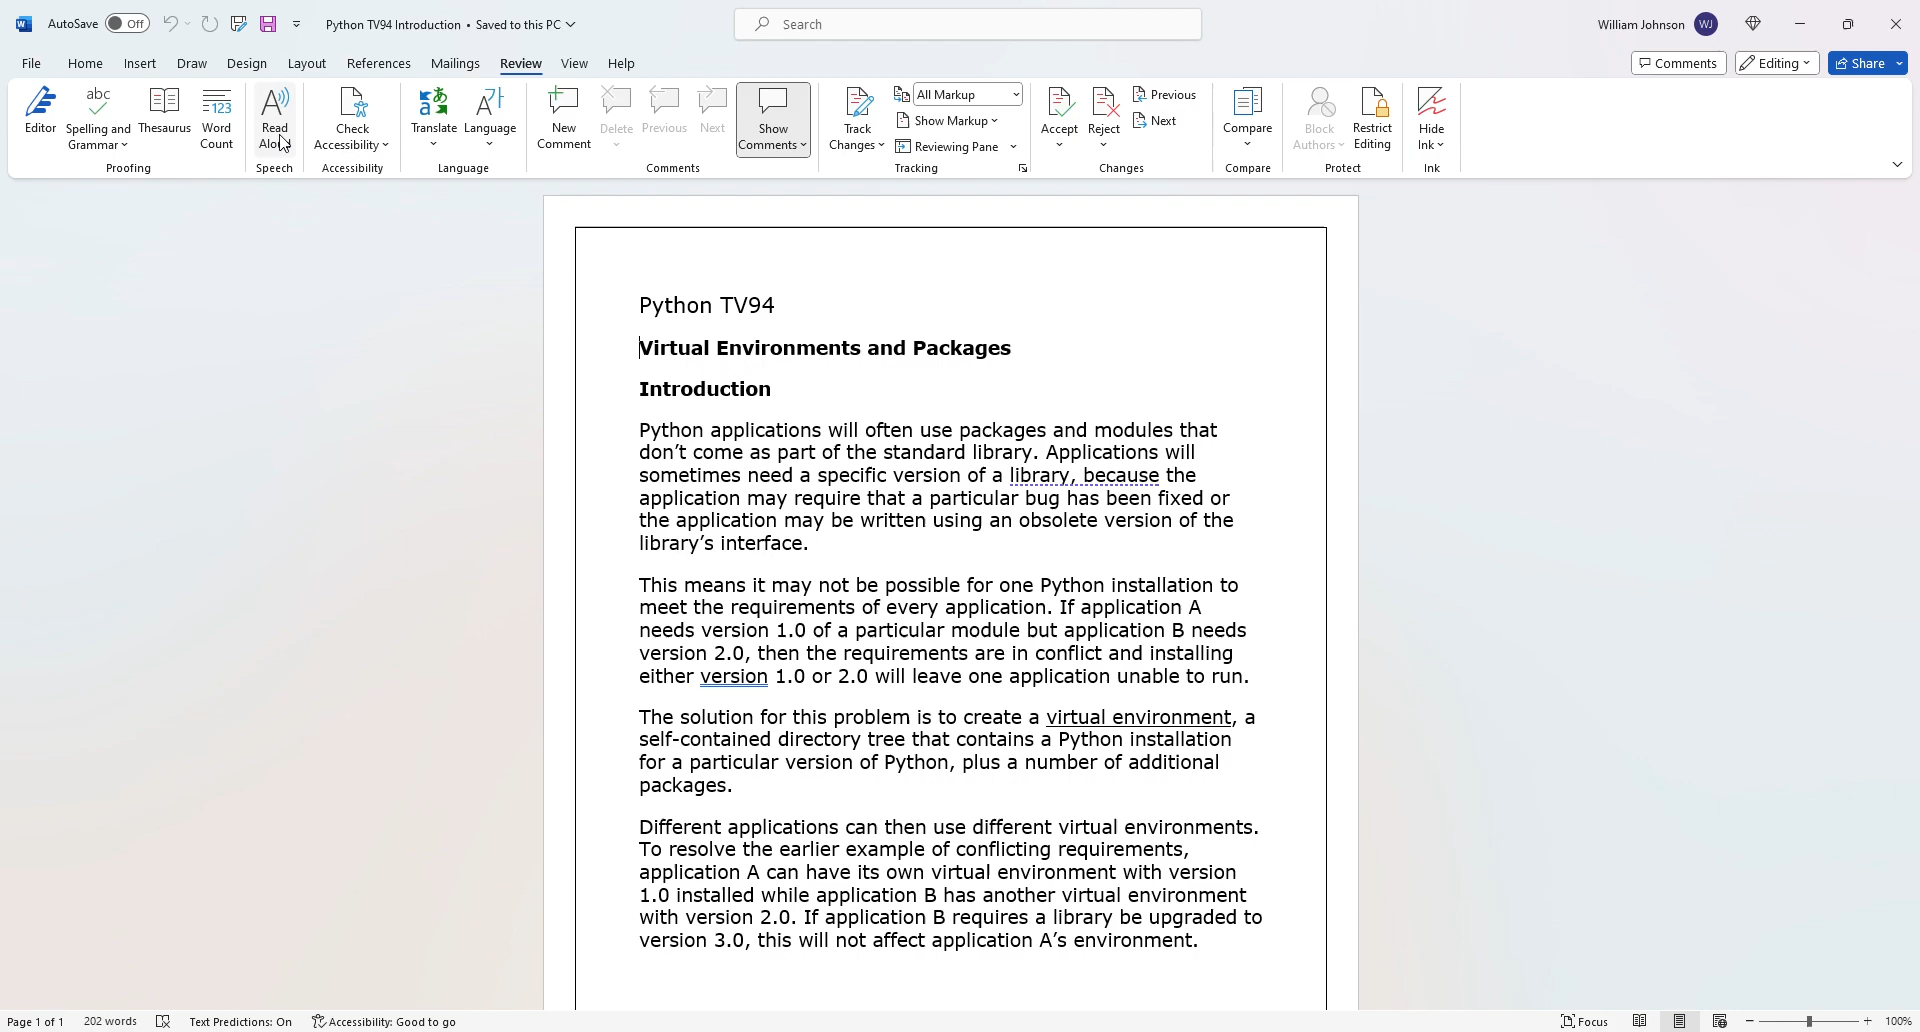 AutoSave Off Python TV94 Introduction • Saved to this PC Search William Johnson WJ
File Home Insert Draw Design Layout References Mailings Review View Help Comments Editing Share
Editor
abc
Spelling and
Grammar
Thesaurus
123
Word
Count
Proofing
Read
Aloud
Speech
Check
Accessibility
Accessibility
Translate
Language
Language
New
Comment
Delete
Previous
Next
Show
Comments
Comments
Track
Changes
All Markup
Show Markup
Reviewing Pane
Tracking
Accept
Reject
Previous
Next
Changes
Compare
Compare
Block
Authors
Restrict
Editing
Protect
Hide
Ink
Ink
Python TV94
Virtual Environments and Packages
Introduction
Python applications will often use packages and modules that
don’t come as part of the standard library. Applications will
sometimes need a specific version of a library, because the
application may require that a particular bug has been fixed or
the application may be written using an obsolete version of the
library’s interface.
This means it may not be possible for one Python installation to
meet the requirements of every application. If application A
needs version 1.0 of a particular module but application B needs
version 2.0, then the requirements are in conflict and installing
either version 1.0 or 2.0 will leave one application unable to run.
The solution for this problem is to create a virtual environment, a
self-contained directory tree that contains a Python installation
for a particular version of Python, plus a number of additional
packages.
Different applications can then use different virtual environments.
To resolve the earlier example of conflicting requirements,
application A can have its own virtual environment with version
1.0 installed while application B has another virtual environment
with version 2.0. If application B requires a library be upgraded to
version 3.0, this will not affect application A’s environment.
Page 1 of 1 202 words Text Predictions: On Accessibility: Good to go Focus 100%